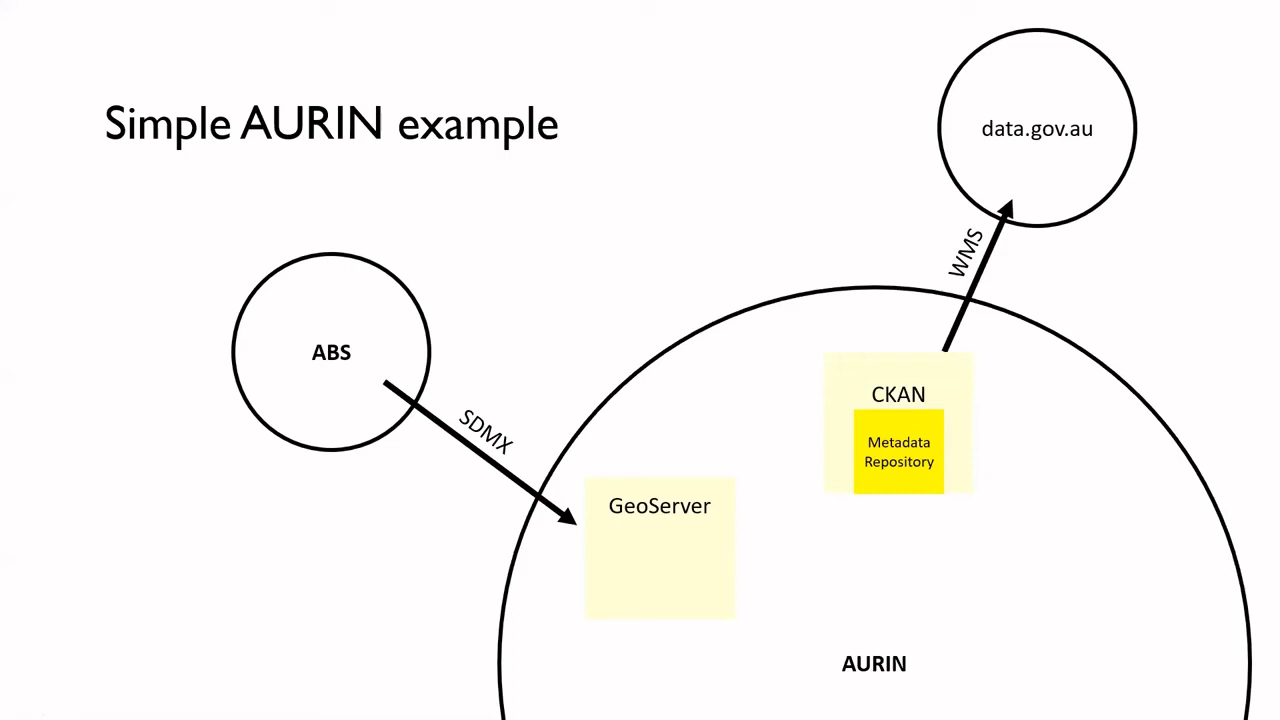 Simple AURIN example
data.gov.au
WMS
ABS
SDMX
CKAN
Metadata
Repository
GeoServer
AURIN